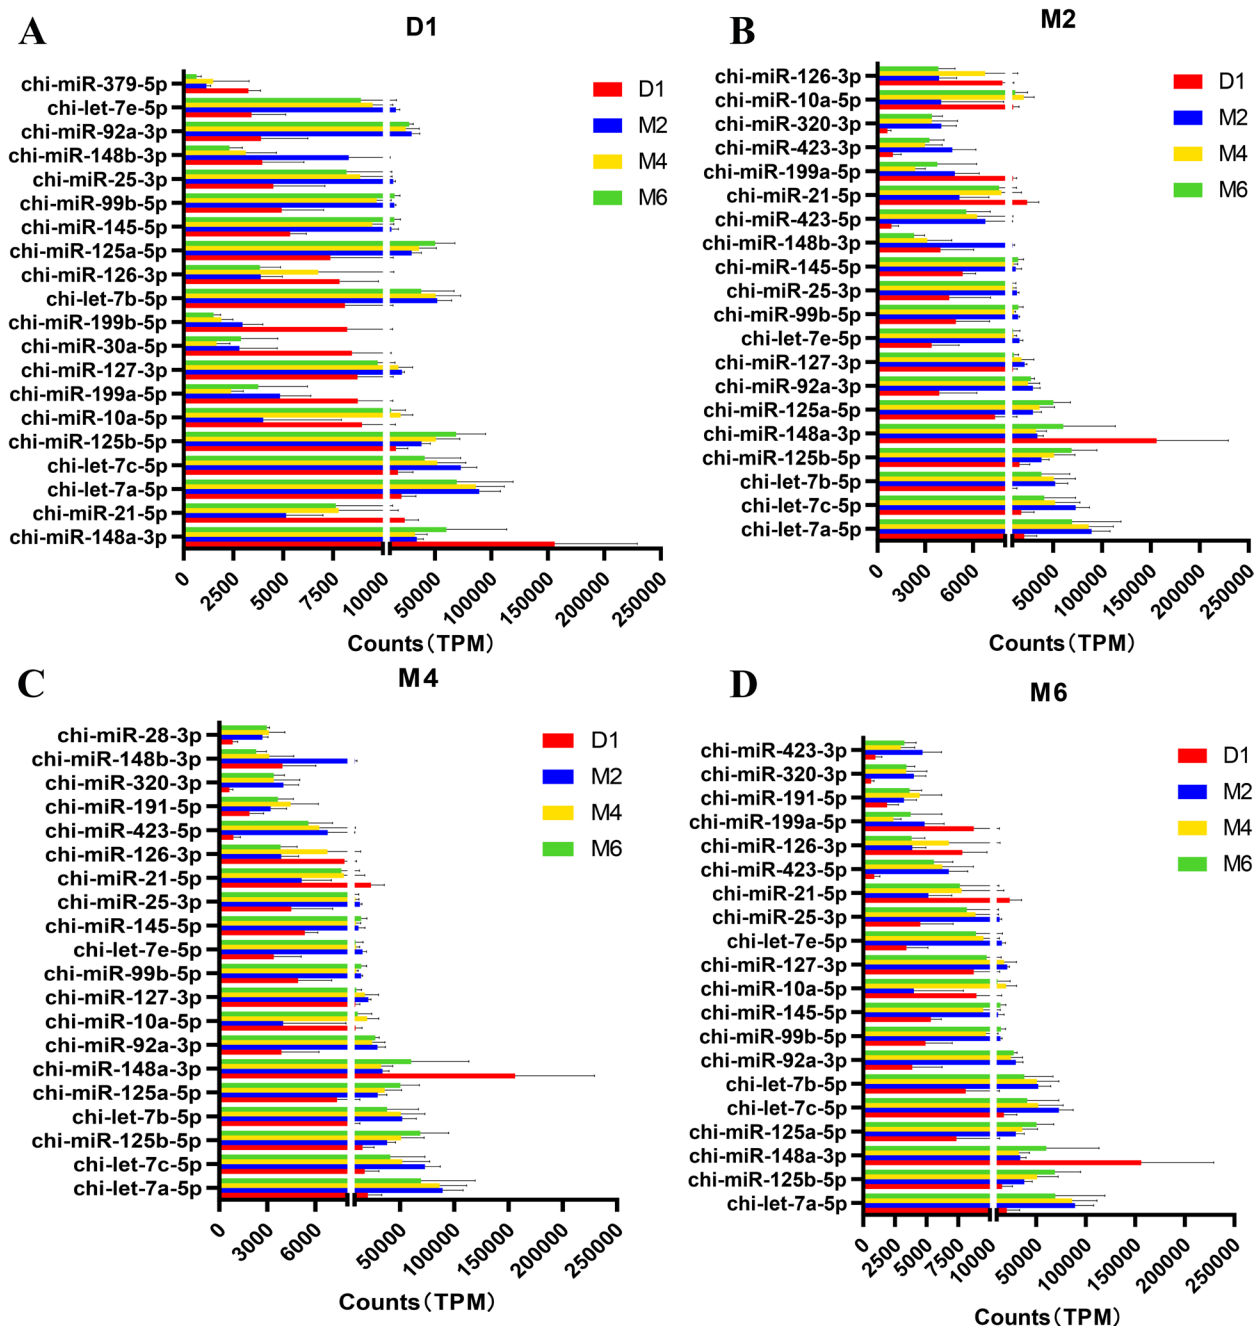 A
D1
chi-miR-379-5p
chi-let-7e-5p
chi-miR-92a-3p
chi-miR-148b-3p
chi-miR-25-3p
chi-miR-99b-5p
chi-miR-145-5p
chi-miR-125a-5p
chi-miR-126-3p
chi-let-7b-5p
chi-miR-199b-5p
chi-miR-30a-5p
chi-miR-127-3p
chi-miR-199a-5p
chi-miR-10a-5p
chi-miR-125b-5p
chi-let-7c-5p
chi-let-7a-5p
chi-miR-21-5p
chi-miR-148a-3p
D1
M2
M4
M6
0 2500 5000 7500 10000 50000 100000 150000 200000 250000
Counts(TPM)
B
M2
chi-miR-126-3p
chi-miR-10a-5p
chi-miR-320-3p
chi-miR-423-3p
chi-miR-199a-5p
chi-miR-21-5p
chi-miR-423-5p
chi-miR-148b-3p
chi-miR-145-5p
chi-miR-25-3p
chi-miR-99b-5p
chi-let-7e-5p
chi-miR-127-3p
chi-miR-92a-3p
chi-miR-125a-5p
chi-miR-148a-3p
chi-miR-125b-5p
chi-let-7b-5p
chi-let-7c-5p
chi-let-7a-5p
D1
M2
M4
M6
0 3000 6000 50000 100000 150000 200000 250000
Counts(TPM)
C
M4
chi-miR-28-3p
chi-miR-148b-3p
chi-miR-320-3p
chi-miR-191-5p
chi-miR-423-5p
chi-miR-126-3p
chi-miR-21-5p
chi-miR-25-3p
chi-miR-145-5p
chi-let-7e-5p
chi-miR-99b-5p
chi-miR-127-3p
chi-miR-10a-5p
chi-miR-92a-3p
chi-miR-148a-3p
chi-miR-125a-5p
chi-let-7b-5p
chi-miR-125b-5p
chi-let-7c-5p
chi-let-7a-5p
D1
M2
M4
M6
0 3000 6000 50000 100000 150000 200000 250000
Counts(TPM)
D
M6
chi-miR-423-3p
chi-miR-320-3p
chi-miR-191-5p
chi-miR-199a-5p
chi-miR-126-3p
chi-miR-423-5p
chi-miR-21-5p
chi-miR-25-3p
chi-let-7e-5p
chi-miR-127-3p
chi-miR-10a-5p
chi-miR-145-5p
chi-miR-99b-5p
chi-miR-92a-3p
chi-let-7b-5p
chi-let-7c-5p
chi-miR-125a-5p
chi-miR-148a-3p
chi-miR-125b-5p
chi-let-7a-5p
D1
M2
M4
M6
0 2500 5000 7500 10000 50000 100000 150000 200000 250000
Counts(TPM)